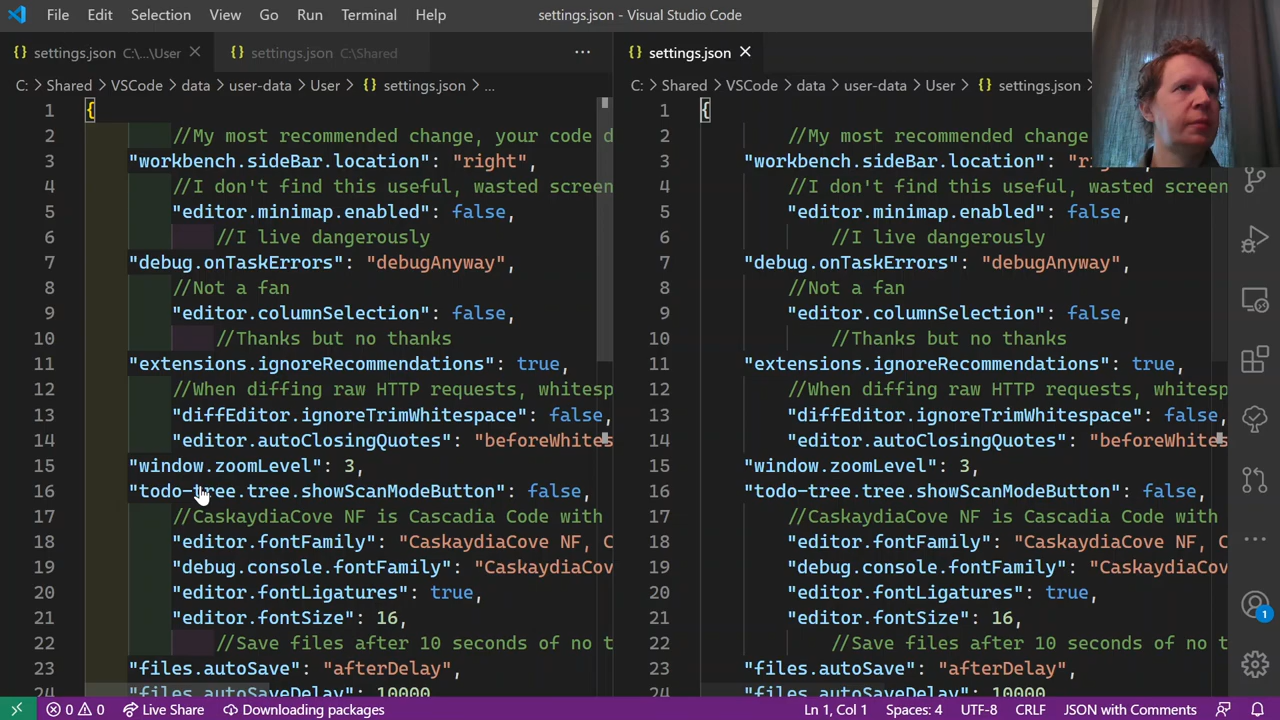 File Edit Selection View Go Run Terminal Help
settings.json - Visual Studio Code
{} settings.json C:\...\User
{} settings.json C:\Shared
C: > Shared > VSCode > data > user-data > User > {} settings.json > ...
1 {
2 //My most recommended change, your code d
3 "workbench.sideBar.location": "right",
4 //I don't find this useful, wasted screen
5 "editor.minimap.enabled": false,
6 //I live dangerously
7 "debug.onTaskErrors": "debugAnyway",
8 //Not a fan
9 "editor.columnSelection": false,
10 //Thanks but no thanks
11 "extensions.ignoreRecommendations": true,
12 //When diffing raw HTTP requests, whitesp
13 "diffEditor.ignoreTrimWhitespace": false,
14 "editor.autoClosingQuotes": "beforeWhites
15 "window.zoomLevel": 3,
16 "todo-tree.tree.showScanModeButton": false,
17 //CaskaydiaCove NF is Cascadia Code with
18 "editor.fontFamily": "CaskaydiaCove NF, C
19 "debug.console.fontFamily": "CaskaydiaCov
20 "editor.fontLigatures": true,
21 "editor.fontSize": 16,
22 //Save files after 10 seconds of no t
23 "files.autoSave": "afterDelay",
24 "files.autoSaveDelay": 10000
{} settings.json
C: > Shared > VSCode > data > user-data > User > {} settings.json >
1 {
2 //My most recommended change
3 "workbench.sideBar.location": "ri
4 //I don't find this useful, wasted screen
5 "editor.minimap.enabled": false,
6 //I live dangerously
7 "debug.onTaskErrors": "debugAnyway",
8 //Not a fan
9 "editor.columnSelection": false,
10 //Thanks but no thanks
11 "extensions.ignoreRecommendations": true,
12 //When diffing raw HTTP requests, whitesp
13 "diffEditor.ignoreTrimWhitespace": false,
14 "editor.autoClosingQuotes": "beforeWhites
15 "window.zoomLevel": 3,
16 "todo-tree.tree.showScanModeButton": false,
17 //CaskaydiaCove NF is Cascadia Code with
18 "editor.fontFamily": "CaskaydiaCove NF, C
19 "debug.console.fontFamily": "CaskaydiaCov
20 "editor.fontLigatures": true,
21 "editor.fontSize": 16,
22 //Save files after 10 seconds of no t
23 "files.autoSave": "afterDelay",
24 "files.autoSaveDelay": 10000
1
0 0 Live Share Downloading packages
Ln 1, Col 1 Spaces: 4 UTF-8 CRLF JSON with Comments